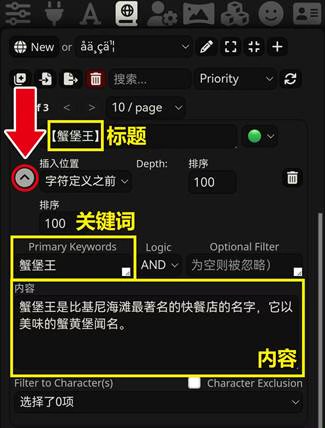 New or åä¸çä¹¦
搜索... Priority
f 3 < > 10 / page
【蟹堡王】 标题
插入位置 Depth: 排序
字符定义之前 100
排序
100 关键词
Primary Keywords Logic Optional Filter
蟹堡王 AND 为空则被忽略）
内容
蟹堡王是比基尼海滩最著名的快餐店的名字，它以
美味的蟹黄堡闻名。
内容
Filter to Character(s) Character Exclusion
选择了0项